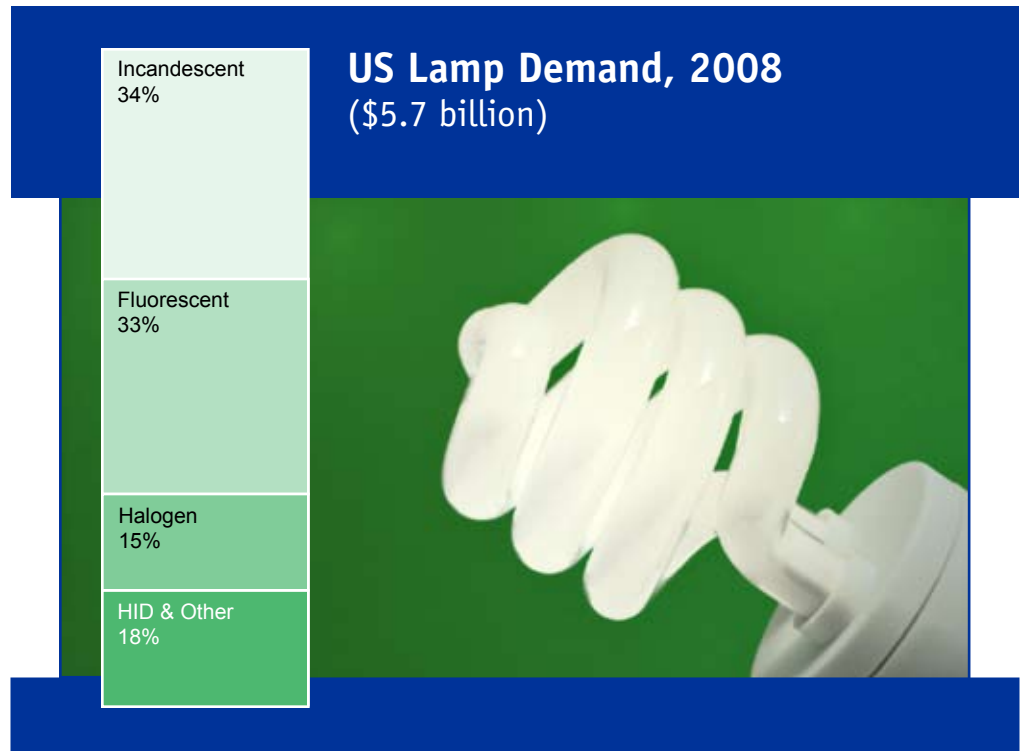 US Lamp Demand, 2008
($5.7 billion)
Incandescent
34%
Fluorescent
33%
Halogen
15%
HID & Other
18%